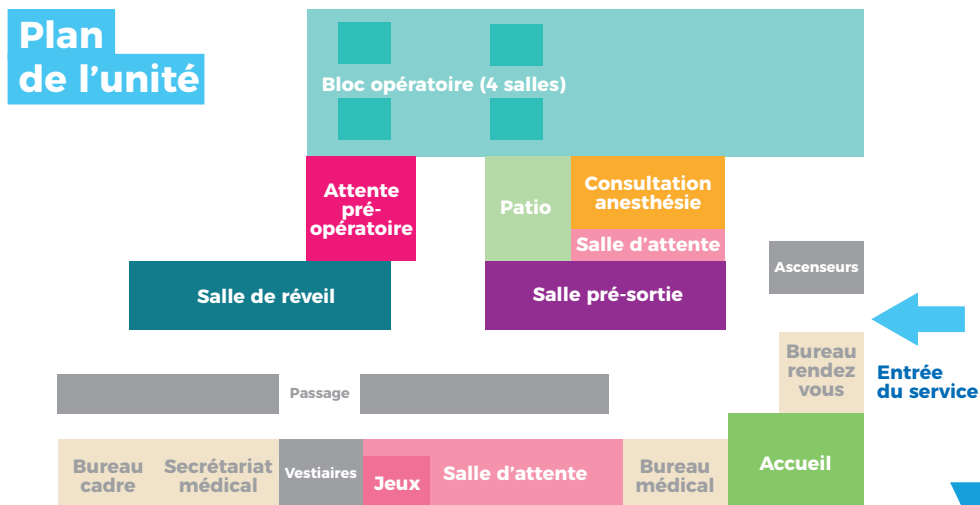 Plan
de l’unité
Bloc opératoire (4 salles)
Attente
pré-
opératoire
Patio
Consultation
anesthésie
Salle d’attente
Ascenseurs
Salle de réveil
Salle pré-sortie
Bureau
rendez
vous
Entrée
du service
Passage
Bureau
cadre
Secrétariat
médical
Vestiaires
Jeux
Salle d’attente
Bureau
médical
Accueil